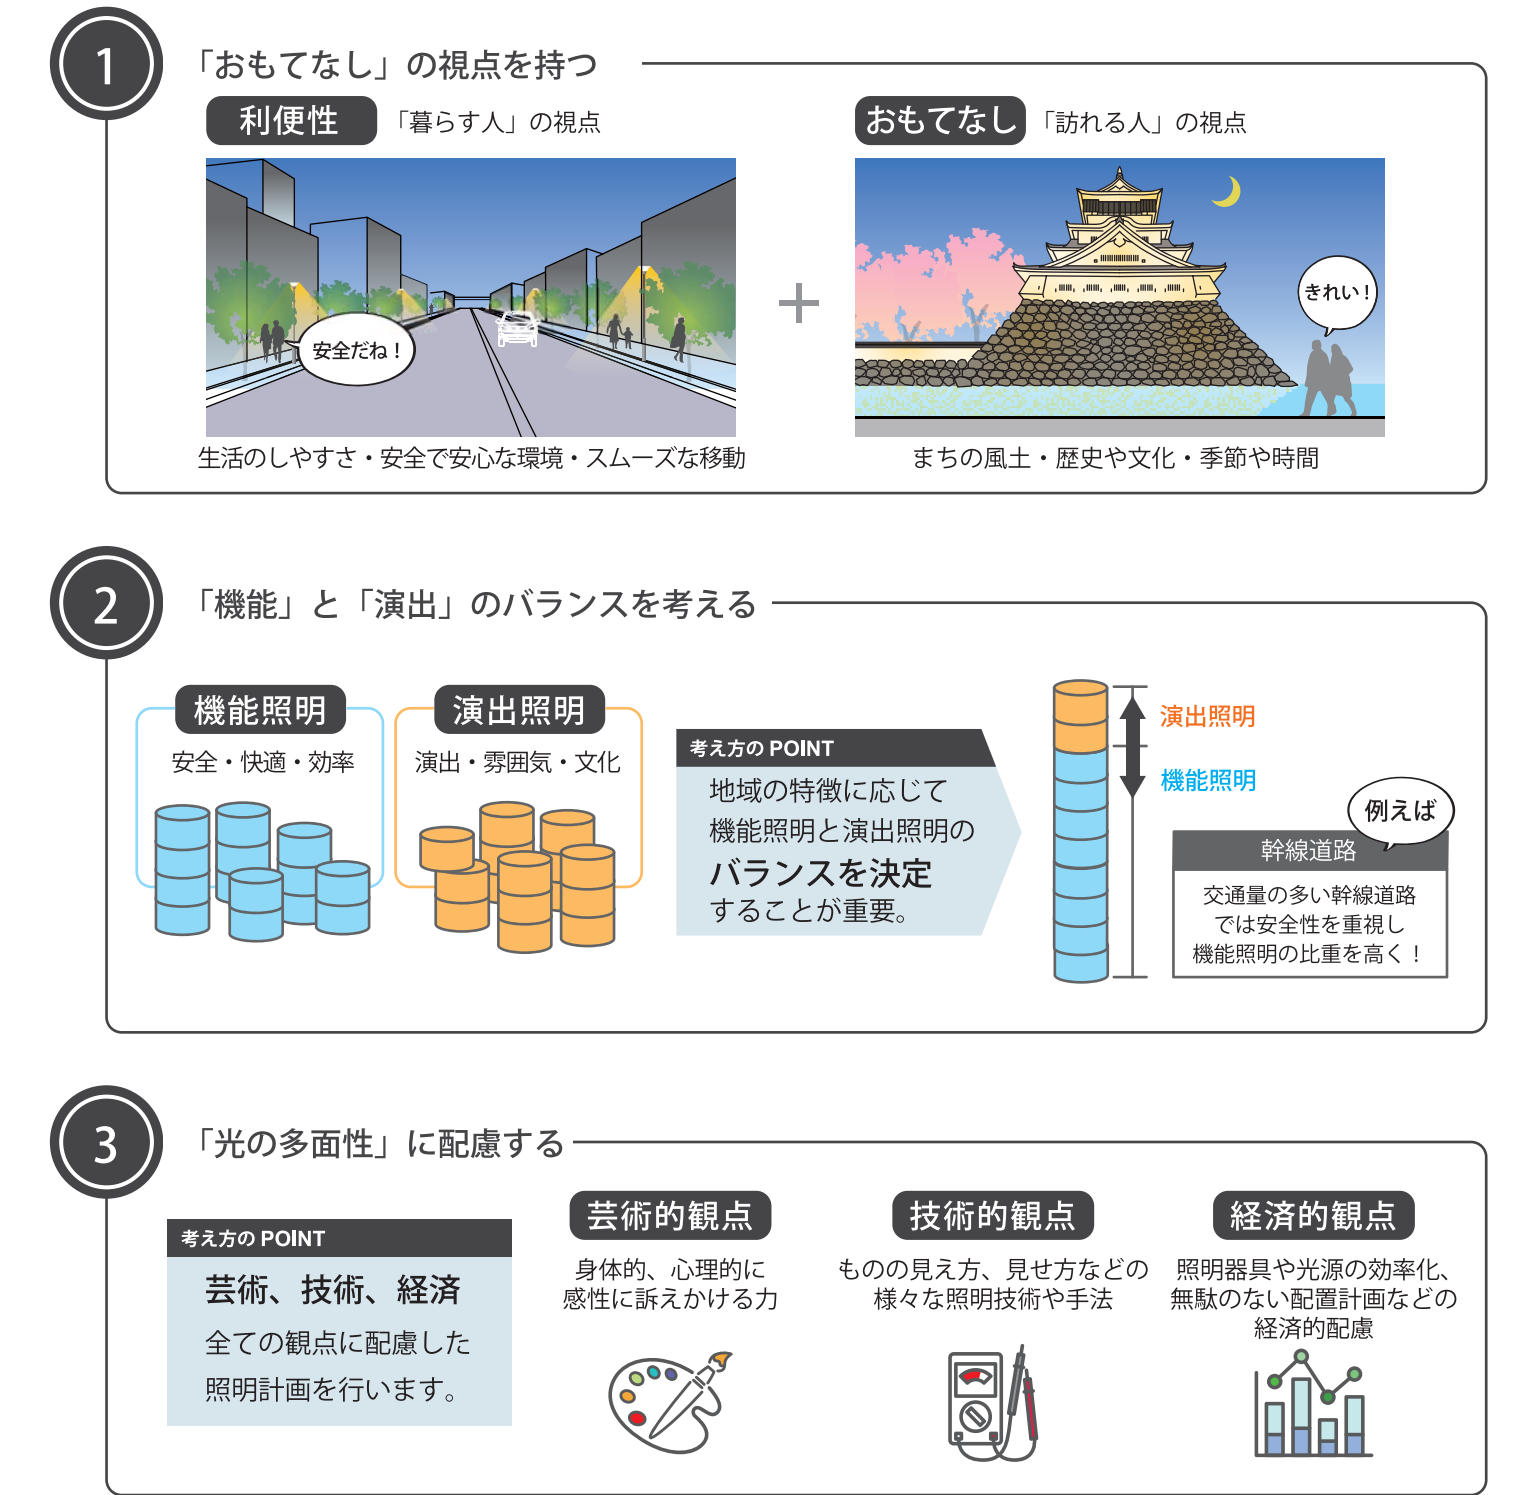 1
「おもてなし」の視点を持つ
利便性 「暮らす人」の視点
安全だね！
生活のしやすさ・安全で安心な環境・スムーズな移動
＋
おもてなし 「訪れる人」の視点
きれい！
まちの風土・歴史や文化・季節や時間
2
「機能」と「演出」のバランスを考える
機能照明
安全・快適・効率
演出照明
演出・雰囲気・文化
考え方の POINT
地域の特徴に応じて
機能照明と演出照明の
バランスを決定
することが重要。
演出照明
機能照明
例えば
幹線道路
交通量の多い幹線道路
では安全性を重視し
機能照明の比重を高く！
3
「光の多面性」に配慮する
考え方の POINT
芸術、技術、経済
全ての観点に配慮した
照明計画を行います。
芸術的観点
身体的、心理的に
感性に訴えかける力
技術的観点
ものの見え方、見せ方などの
様々な照明技術や手法
経済的観点
照明器具や光源の効率化、
無駄のない配置計画などの
経済的配慮